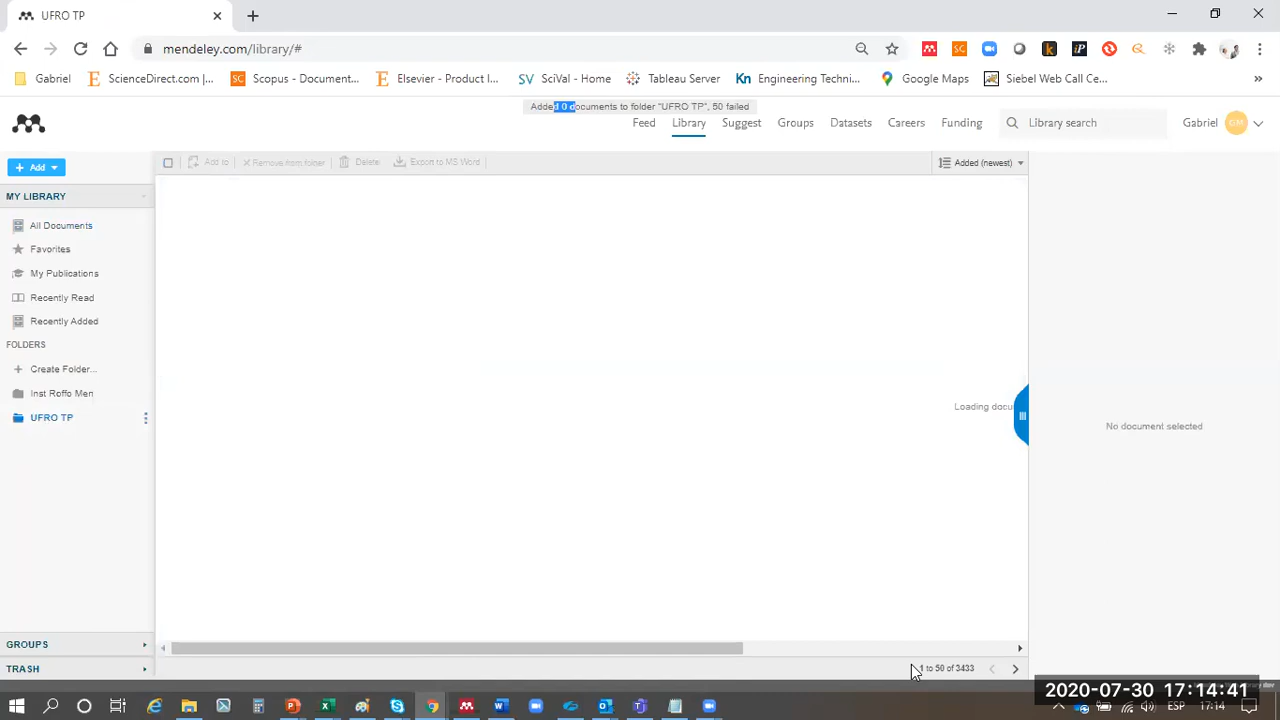 UFRO TP
mendeley.com/library/#
Gabriel
ScienceDirect.com |...
Scopus - Document...
Elsevier - Product I...
SciVal - Home
Tableau Server
Engineering Techni...
Google Maps
Siebel Web Call Ce...
Added 0 documents to folder "UFRO TP", 50 failed
Feed
Library
Suggest
Groups
Datasets
Careers
Funding
Library search
Gabriel
Add
Add to
Remove from folder
Delete
Export to MS Word
Added (newest)
MY LIBRARY
All Documents
Favorites
My Publications
Recently Read
Recently Added
FOLDERS
Create Folder...
Inst Roffo Men
UFRO TP
Loading docu
No document selected
GROUPS
TRASH
1 to 50 of 3433
2020-07-30 17:14:41
ESP
17:14